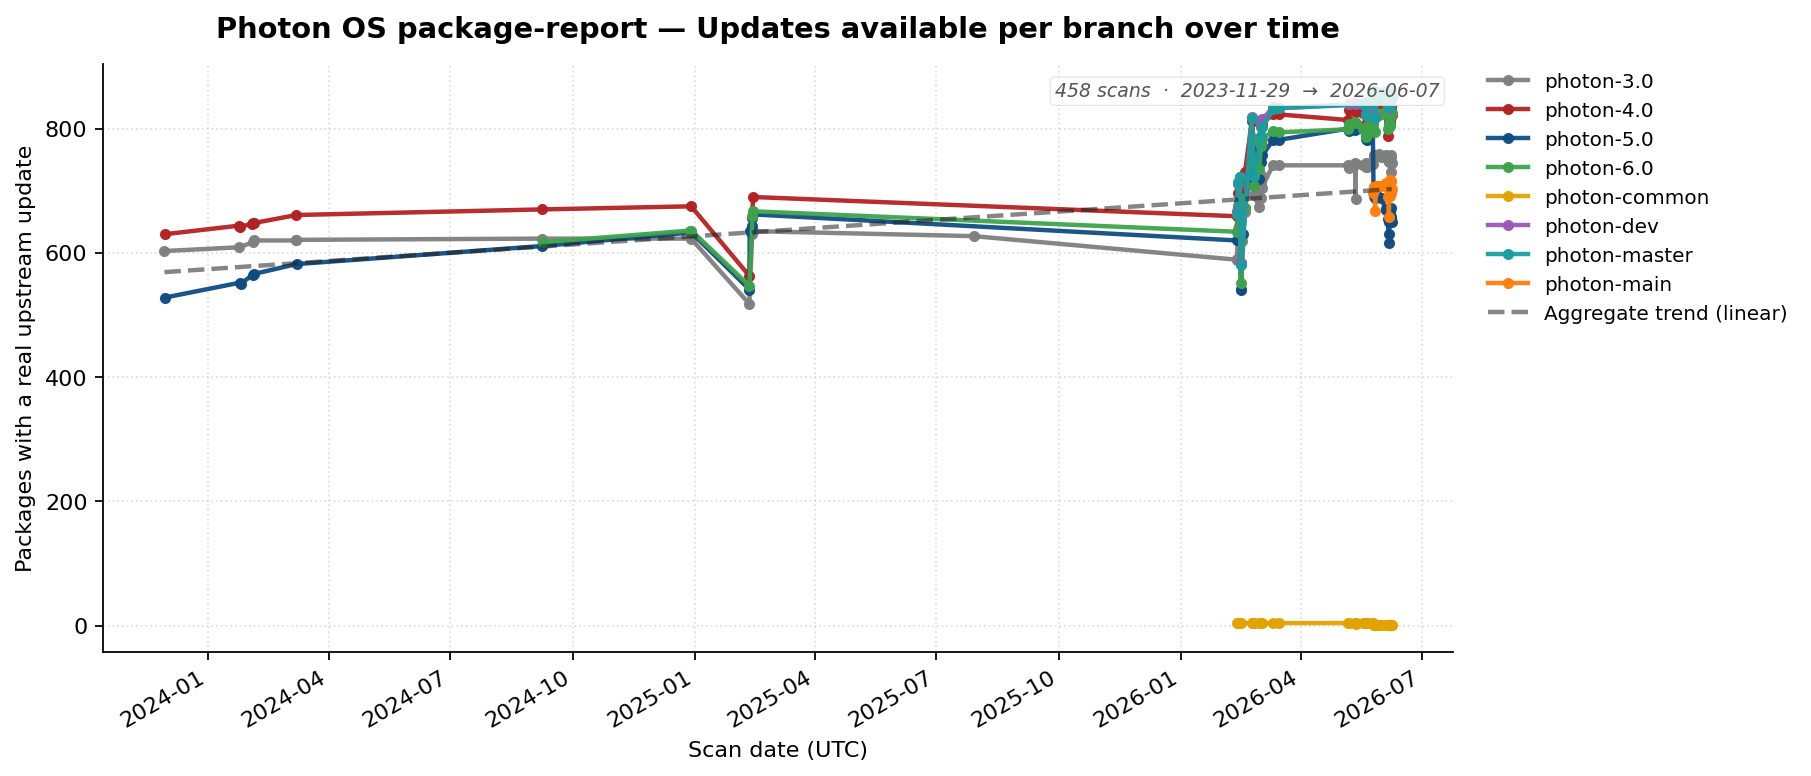 Photon OS package-report — Updates available per branch over time
458 scans · 2023-11-29 → 2026-06-07
photon-3.0
photon-4.0
photon-5.0
photon-6.0
photon-common
photon-dev
photon-master
photon-main
Aggregate trend (linear)
Packages with a real upstream update
800
600
400
200
0
2024-01
2024-04
2024-07
2024-10
2025-01
2025-04
2025-07
2025-10
2026-01
2026-04
2026-07
Scan date (UTC)